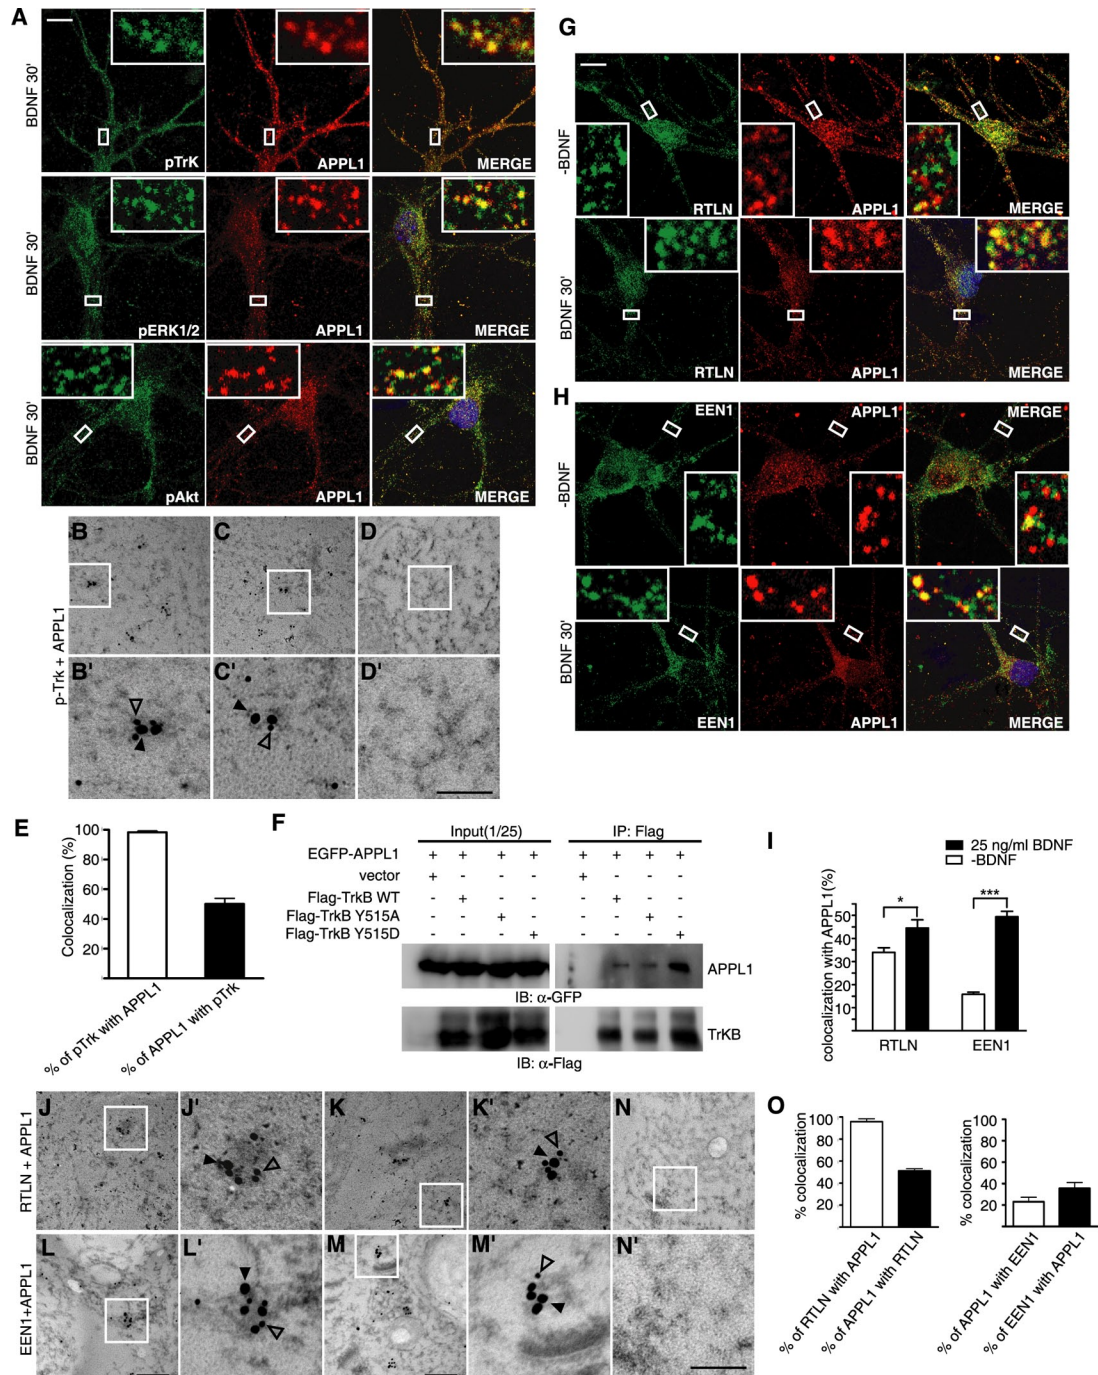 A
BDNF 30'
pTrK
APPL1
MERGE
BDNF 30'
pERK1/2
APPL1
MERGE
BDNF 30'
pAkt
APPL1
MERGE
p-Trk + APPL1
B
C
D
B'
C'
D'
E
Colocalization (%)
100
80
60
40
20
% of pTrk with APPL1
% of APPL1 with pTrk
F
Input(1/25)
IP: Flag
EGFP-APPL1 + + + + + + + +
vector + - - - + - - -
Flag-TrkB WT - + - - - + - -
Flag-TrkB Y515A - - + - - - + -
Flag-TrkB Y515D - - - + - - - +
APPL1
IB: α-GFP
TrKB
IB: α-Flag
G
-BDNF
RTLN
APPL1
MERGE
BDNF 30'
RTLN
APPL1
MERGE
H
-BDNF
EEN1
APPL1
MERGE
BDNF 30'
EEN1
APPL1
MERGE
I
25 ng/ml BDNF
-BDNF
colocalization with APPL1(%)
50
40
30
20
10
*
***
RTLN
EEN1
RTLN + APPL1
J
J'
K
K'
N
EEN1+APPL1
L
L'
M
M'
N'
O
% colocalization
100
80
60
40
20
% of RTLN with APPL1
% of APPL1 with RTLN
% colocalization
100
80
60
40
20
% of APPL1 with EEN1
% of EEN1 with APPL1